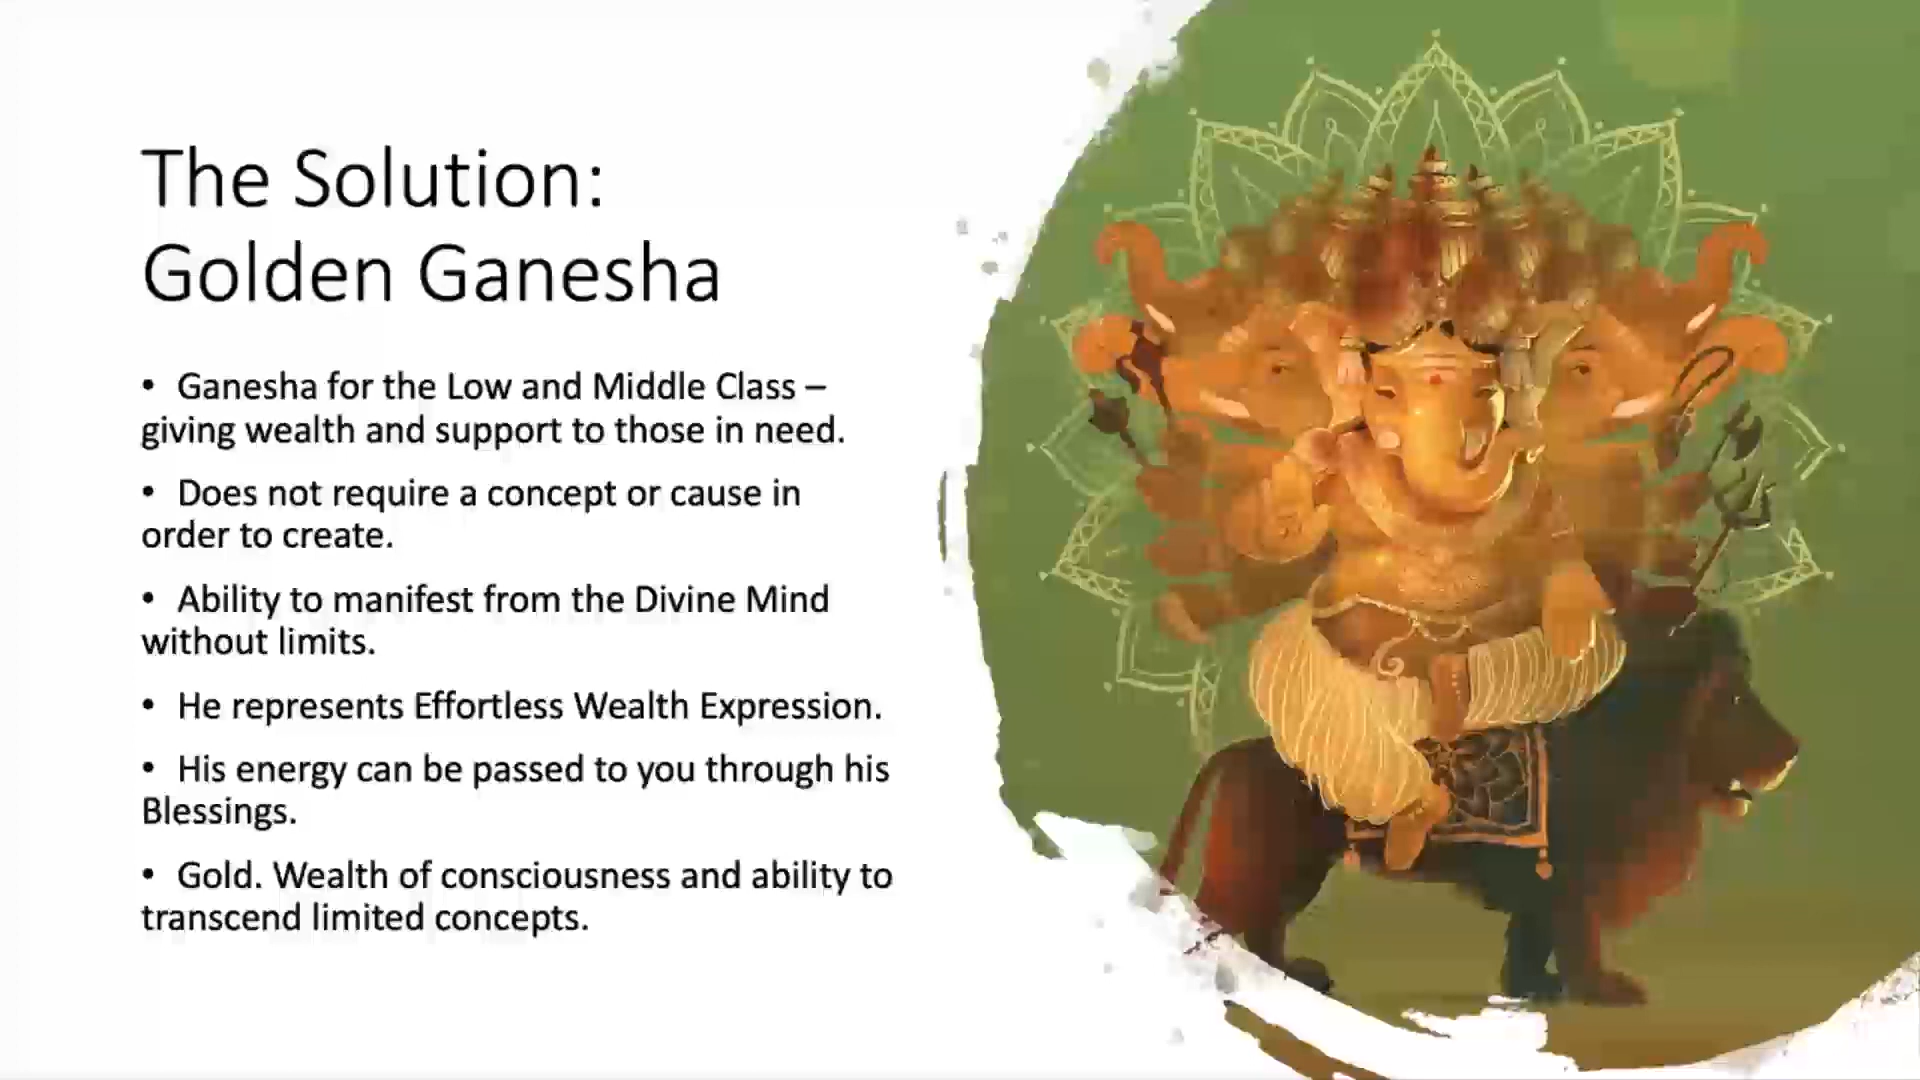 The Solution:
Golden Ganesha
• Ganesha for the Low and Middle Class –
giving wealth and support to those in need.
• Does not require a concept or cause in
order to create.
• Ability to manifest from the Divine Mind
without limits.
• He represents Effortless Wealth Expression.
• His energy can be passed to you through his
Blessings.
• Gold. Wealth of consciousness and ability to
transcend limited concepts.